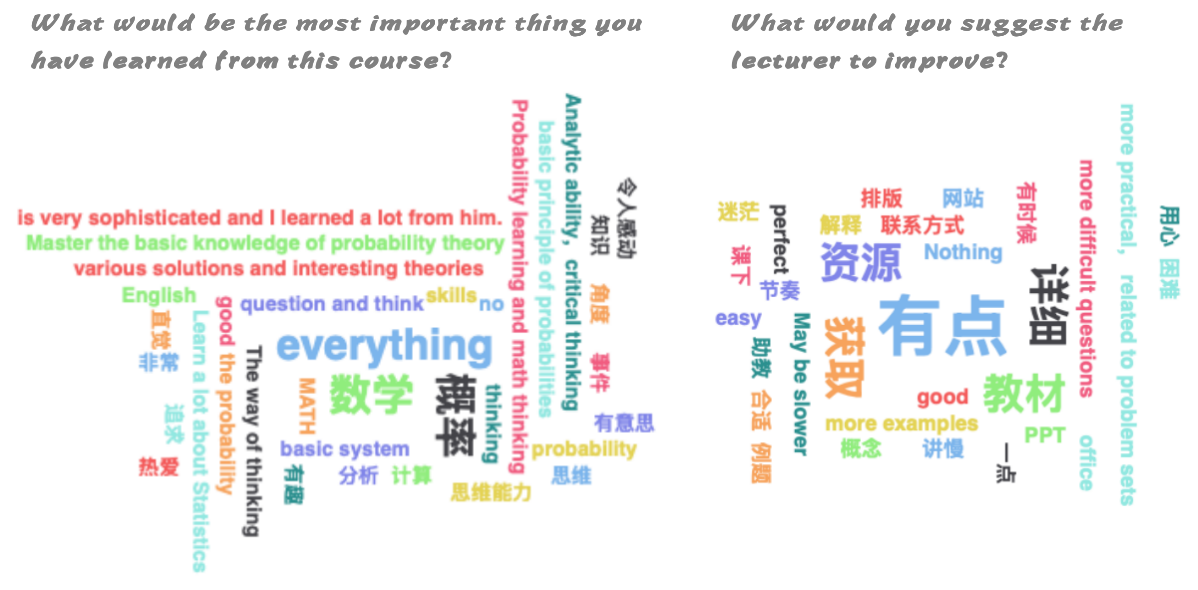 What would be the most important thing you
have learned from this course?
Probability learning and math thinking
basic principle of probabilities
Analytic ability, critical thinking
令人感动
知识
is very sophisticated and I learned a lot from him.
Master the basic knowledge of probability theory
various solutions and interesting theories
English
question and think
skills
no
角度
直觉
good
Learn a lot about Statistics
非常
the probability
The way of thinking
everything
事件
MATH
数学
概率
thinking
追求
有意思
热爱
basic system
probability
有趣
分析
计算
思维
思维能力
What would you suggest the
lecturer to improve?
more practical, related to problem sets
more difficult questions
排版
网站
有时候
迷茫
perfect
解释
联系方式
用心
课下
资源
Nothing
困难
节奏
详细
easy
May be slower
获取
有点
助教
good
教材
合适
more examples
PPT
例题
概念
讲慢
一点
office